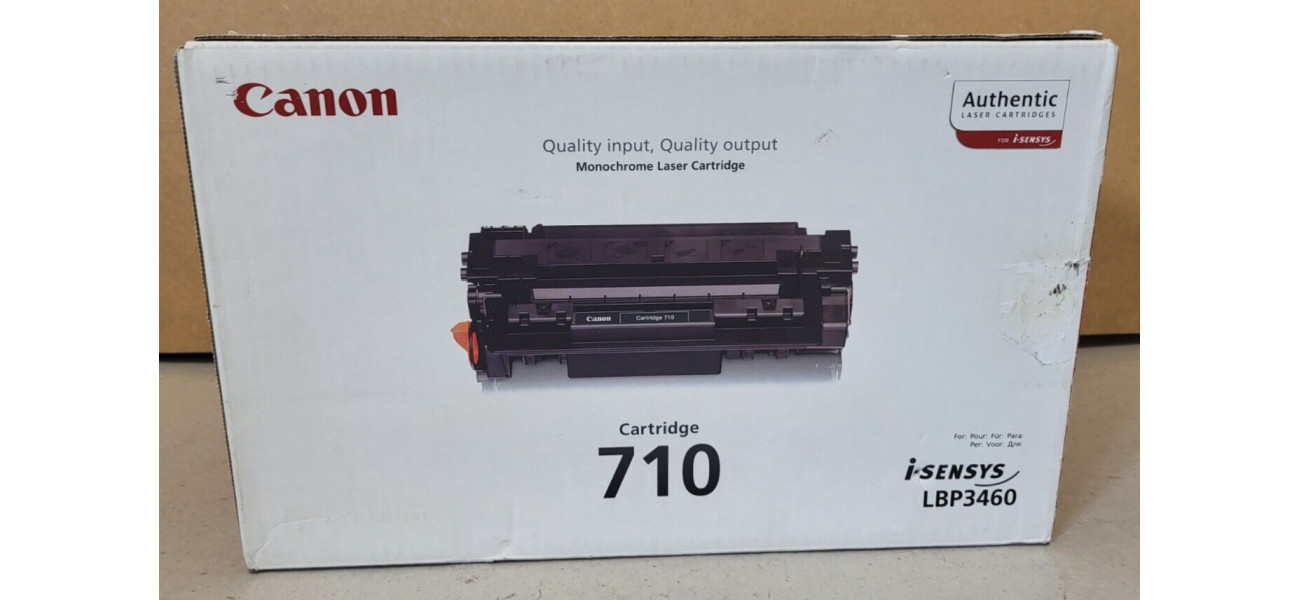 Canon
Authentic
LASER CARTRIDGES
FOR i-SENSYS
Quality input, Quality output
Monochrome Laser Cartridge
Canon Cartridge 710
Cartridge
710
For: Pour: Für: Para:
Per: Voor: Для:
i-SENSYS
LBP3460